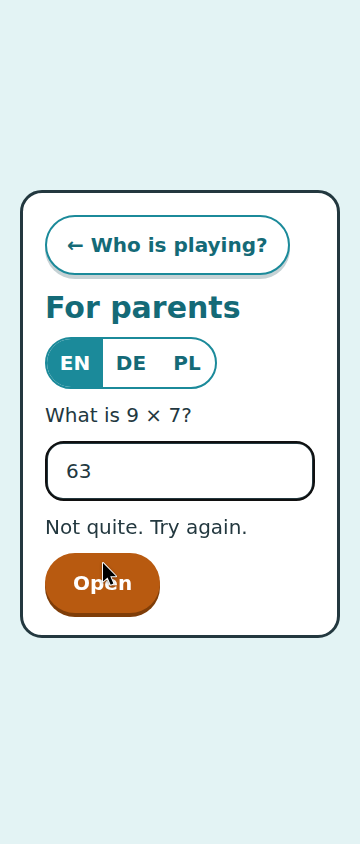 ← Who is playing?
For parents
EN DE PL
What is 9 × 7?
63
Not quite. Try again.
Open